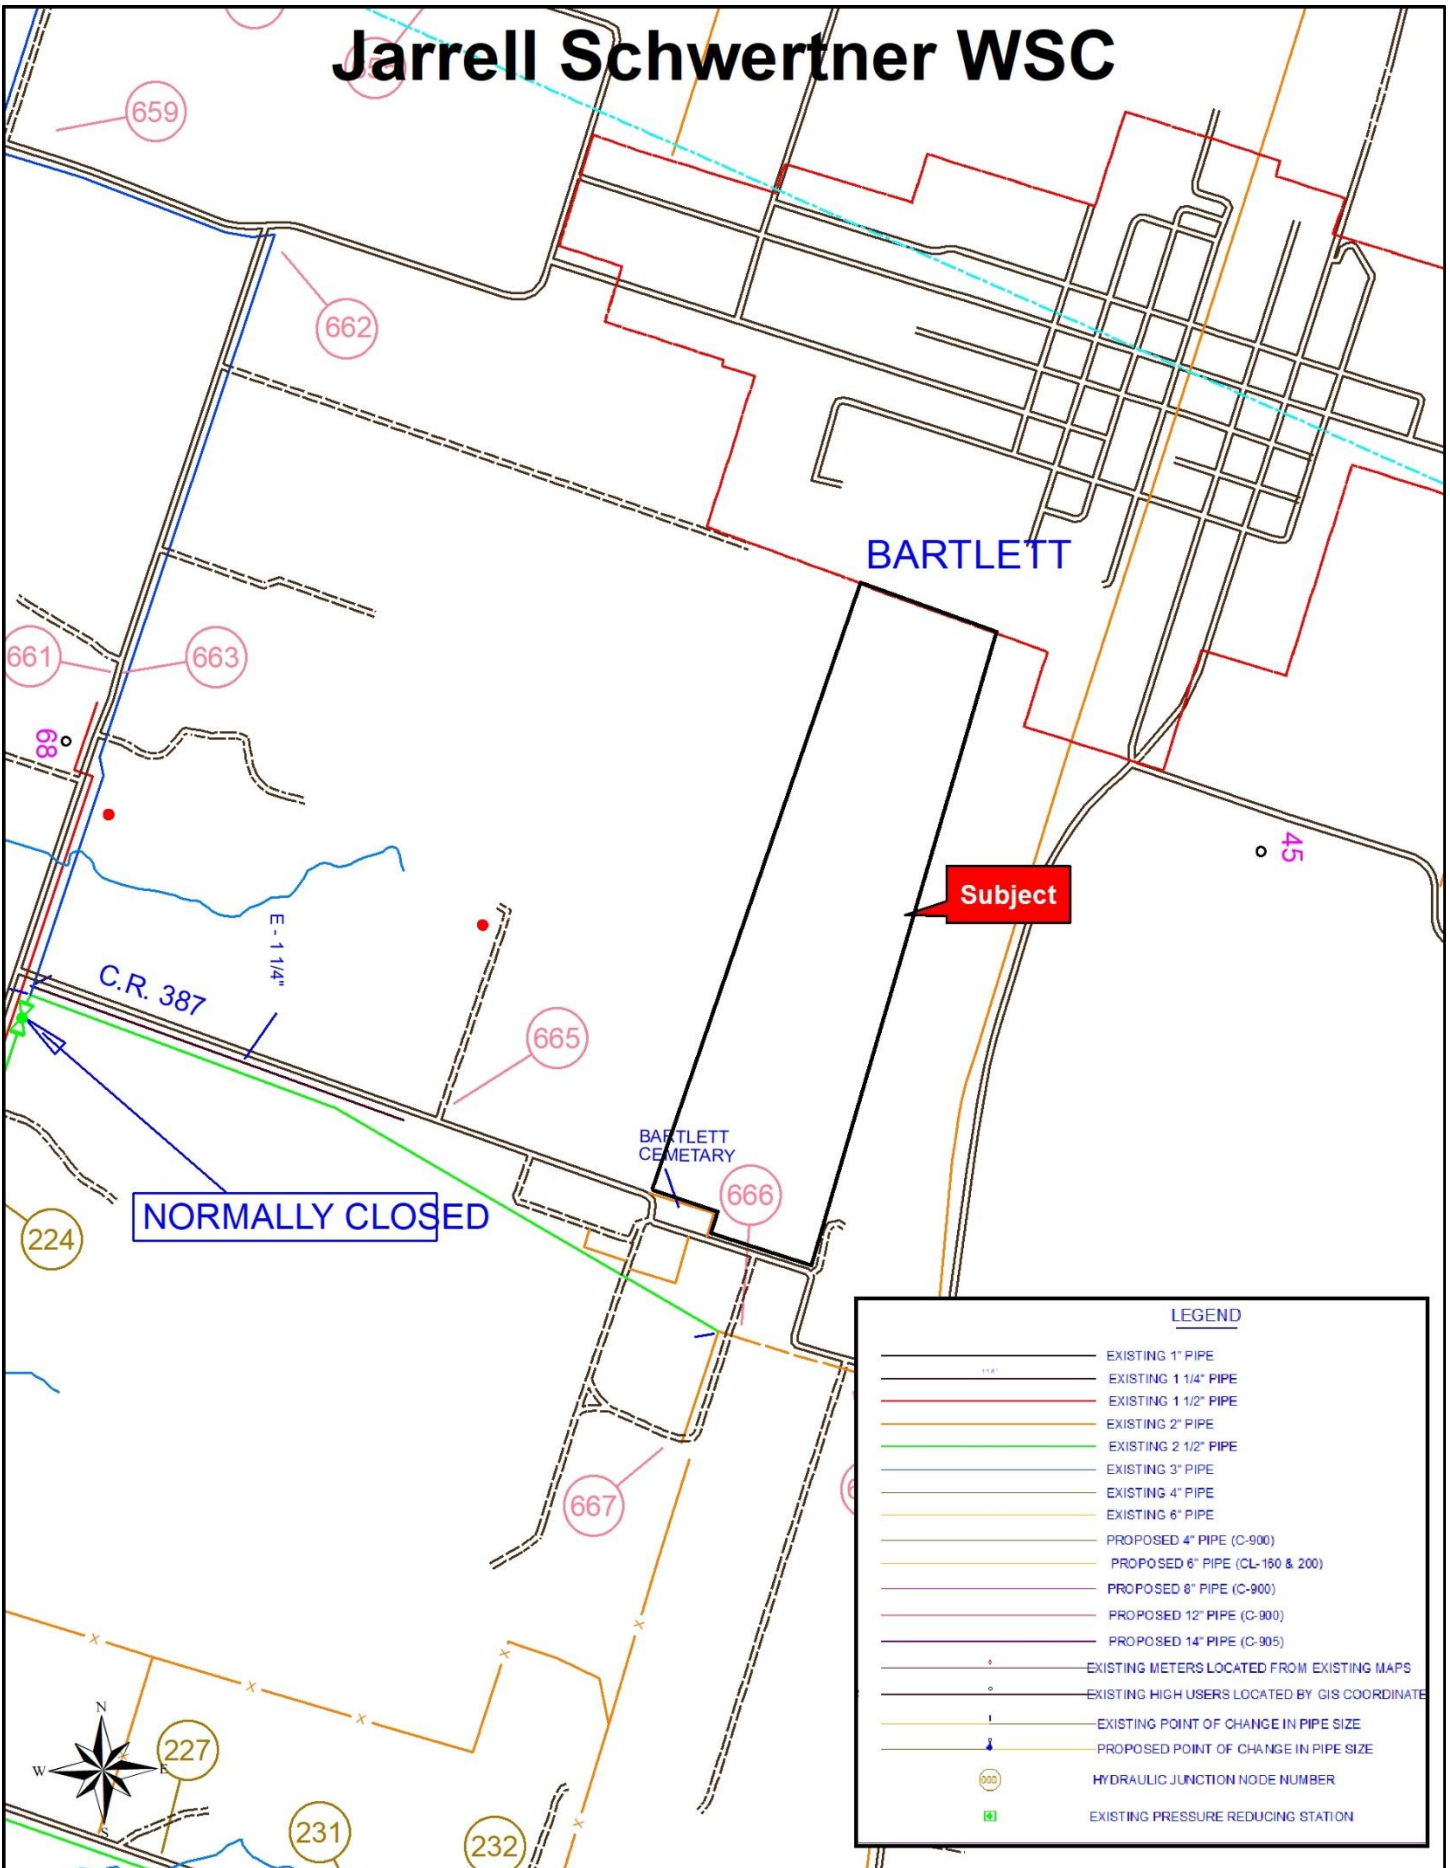 Jarrell Schwertner WSC
659
662
BARTLETT
661
663
68
45
Subject
E - 1 1/4"
C.R. 387
665
BARTLETT
CEMETARY
666
NORMALLY CLOSED
224
667
LEGEND
EXISTING 1" PIPE
EXISTING 1 1/4" PIPE
EXISTING 1 1/2" PIPE
EXISTING 2" PIPE
EXISTING 2 1/2" PIPE
EXISTING 3" PIPE
EXISTING 4" PIPE
EXISTING 6" PIPE
PROPOSED 4" PIPE (C-900)
PROPOSED 6" PIPE (CL-160 & 200)
PROPOSED 8" PIPE (C-900)
PROPOSED 12" PIPE (C-900)
PROPOSED 14" PIPE (C-905)
EXISTING METERS LOCATED FROM EXISTING MAPS
EXISTING HIGH USERS LOCATED BY GIS COORDINATE
EXISTING POINT OF CHANGE IN PIPE SIZE
PROPOSED POINT OF CHANGE IN PIPE SIZE
000 HYDRAULIC JUNCTION NODE NUMBER
EXISTING PRESSURE REDUCING STATION
N
W E
S
227
231
232